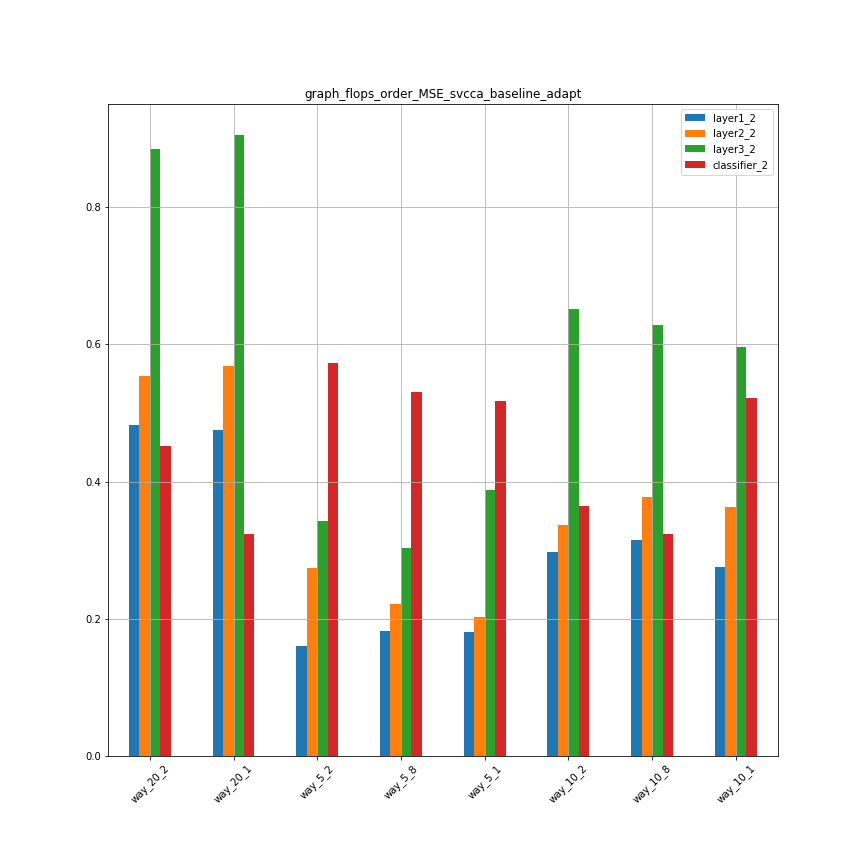 graph_flops_order_MSE_svcca_baseline_adapt
layer1_2
layer2_2
layer3_2
classifier_2
0.8
0.6
0.4
0.2
0.0
way_20_2
way_20_1
way_5_2
way_5_8
way_5_1
way_10_2
way_10_8
way_10_1